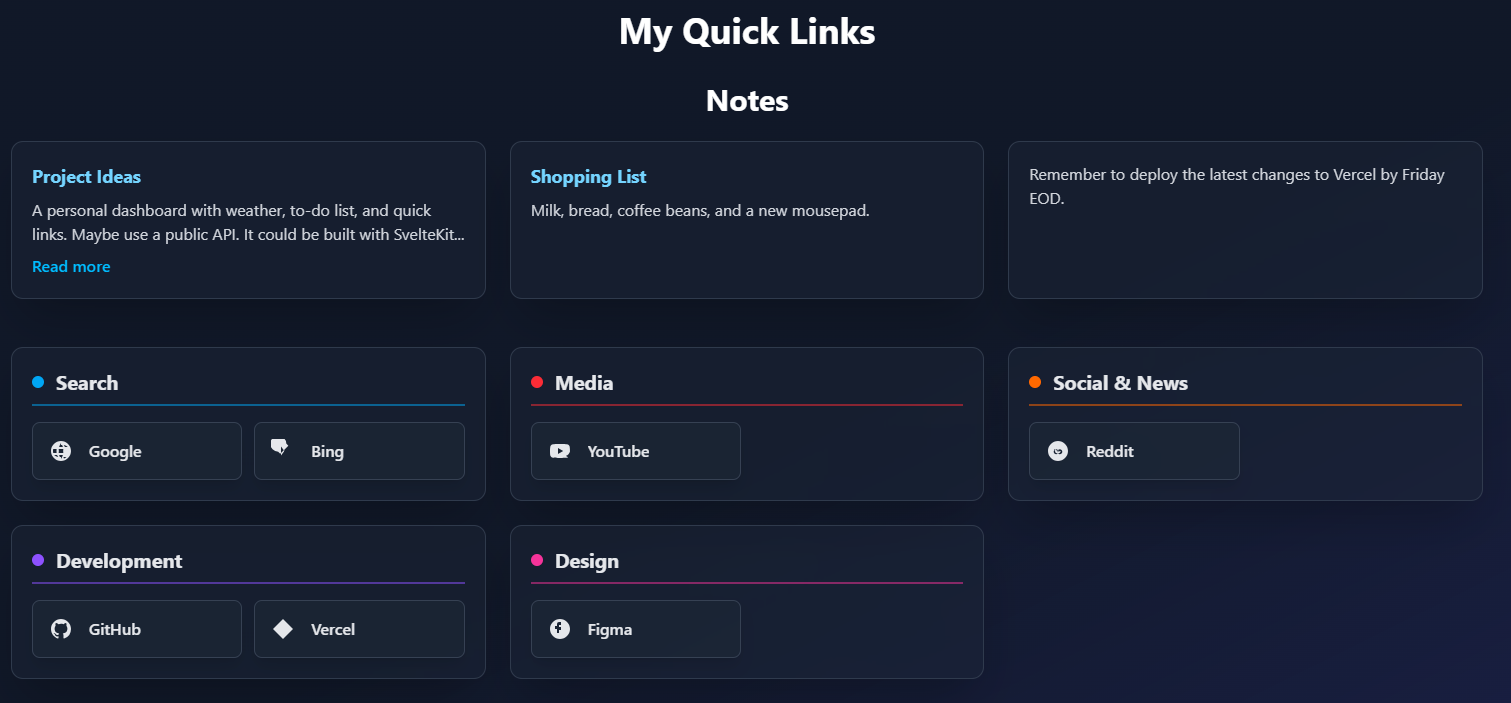 My Quick Links
Notes
Project Ideas
A personal dashboard with weather, to-do list, and quick
links. Maybe use a public API. It could be built with SvelteKit...
Read more
Shopping List
Milk, bread, coffee beans, and a new mousepad.
Remember to deploy the latest changes to Vercel by Friday
EOD.
Search
Google
Bing
Media
YouTube
Social & News
Reddit
Development
GitHub
Vercel
Design
Figma